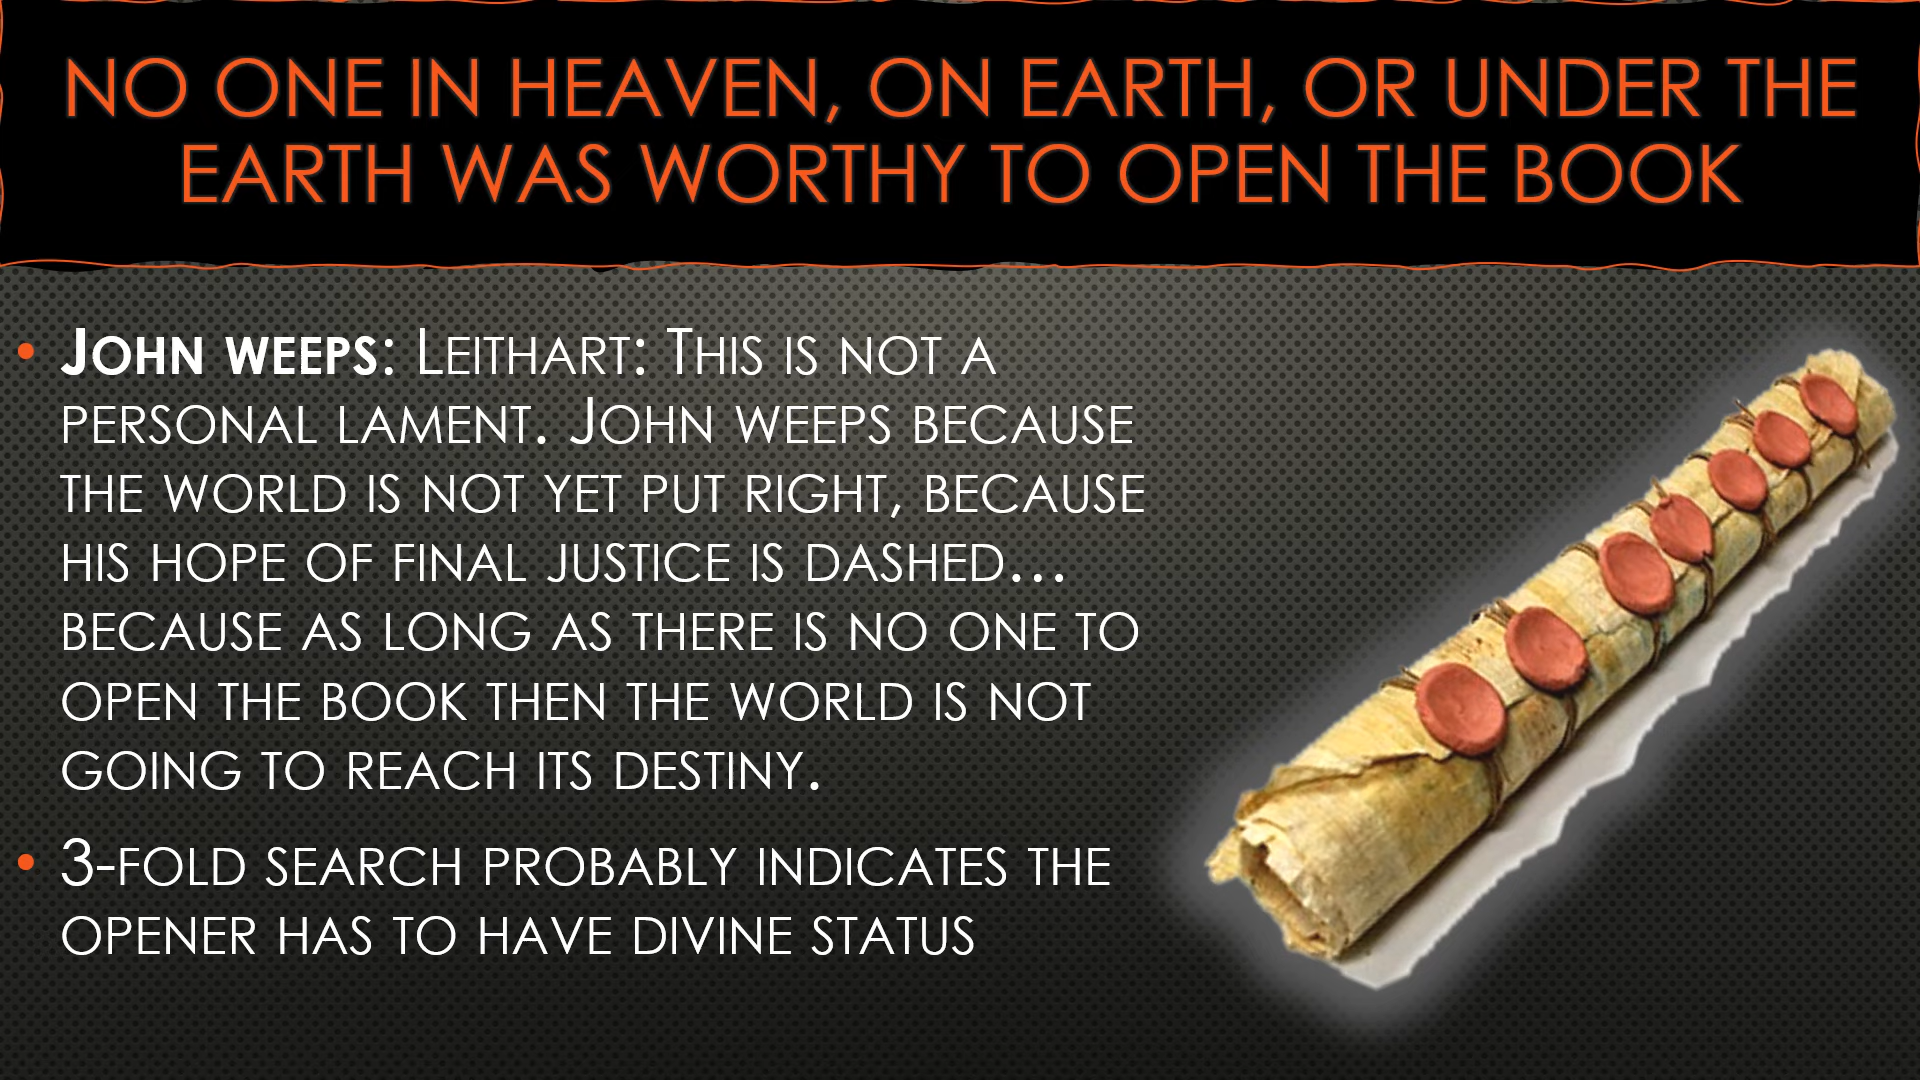 NO ONE IN HEAVEN, ON EARTH, OR UNDER THE
EARTH WAS WORTHY TO OPEN THE BOOK
• John weeps: Leithart: This is not a
personal lament. John weeps because
the world is not yet put right, because
his hope of final justice is dashed…
because as long as there is no one to
open the book then the world is not
going to reach its destiny.
• 3-fold search probably indicates the
opener has to have divine status